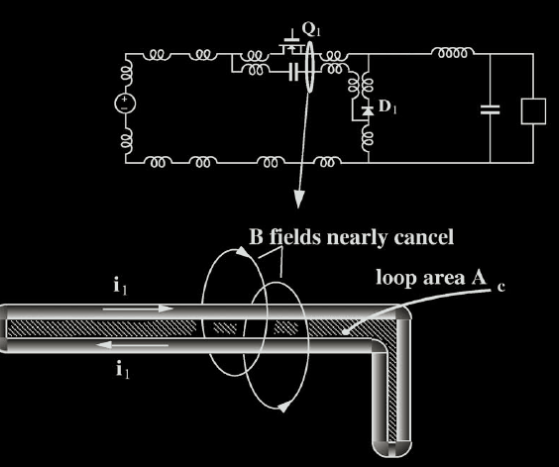 Q1
+
−
D1
B fields nearly cancel
loop area A c
i1
i1